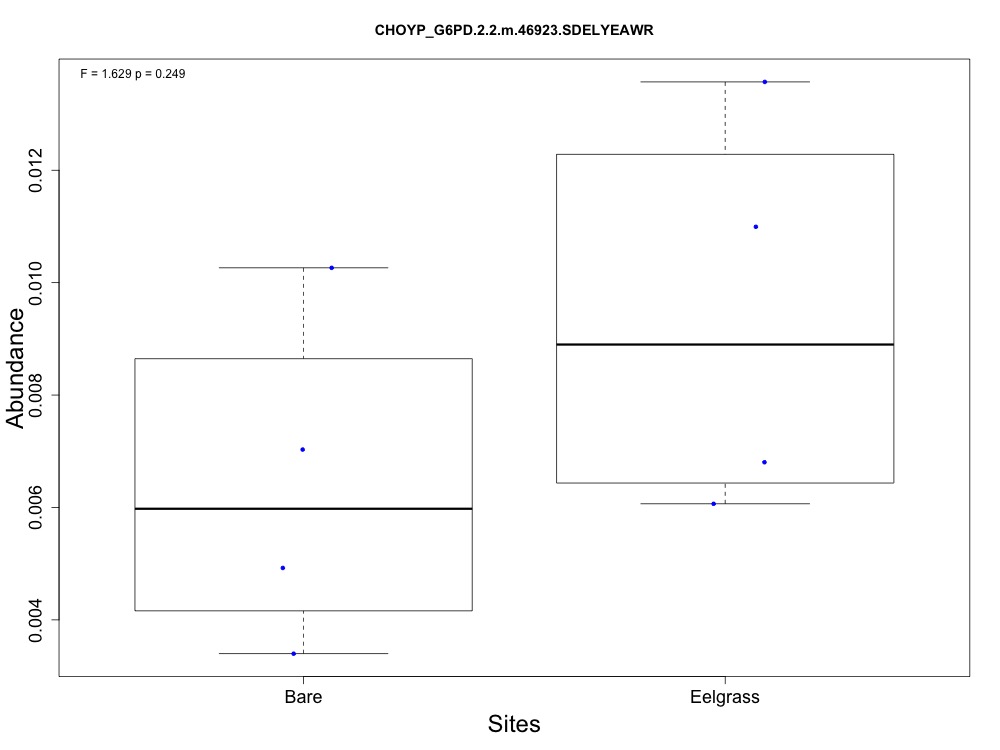 CHOYP_G6PD.2.2.m.46923.SDELYEAWR
F = 1.629 p = 0.249
Abundance
0.012
0.010
0.008
0.006
0.004
Bare
Eelgrass
Sites